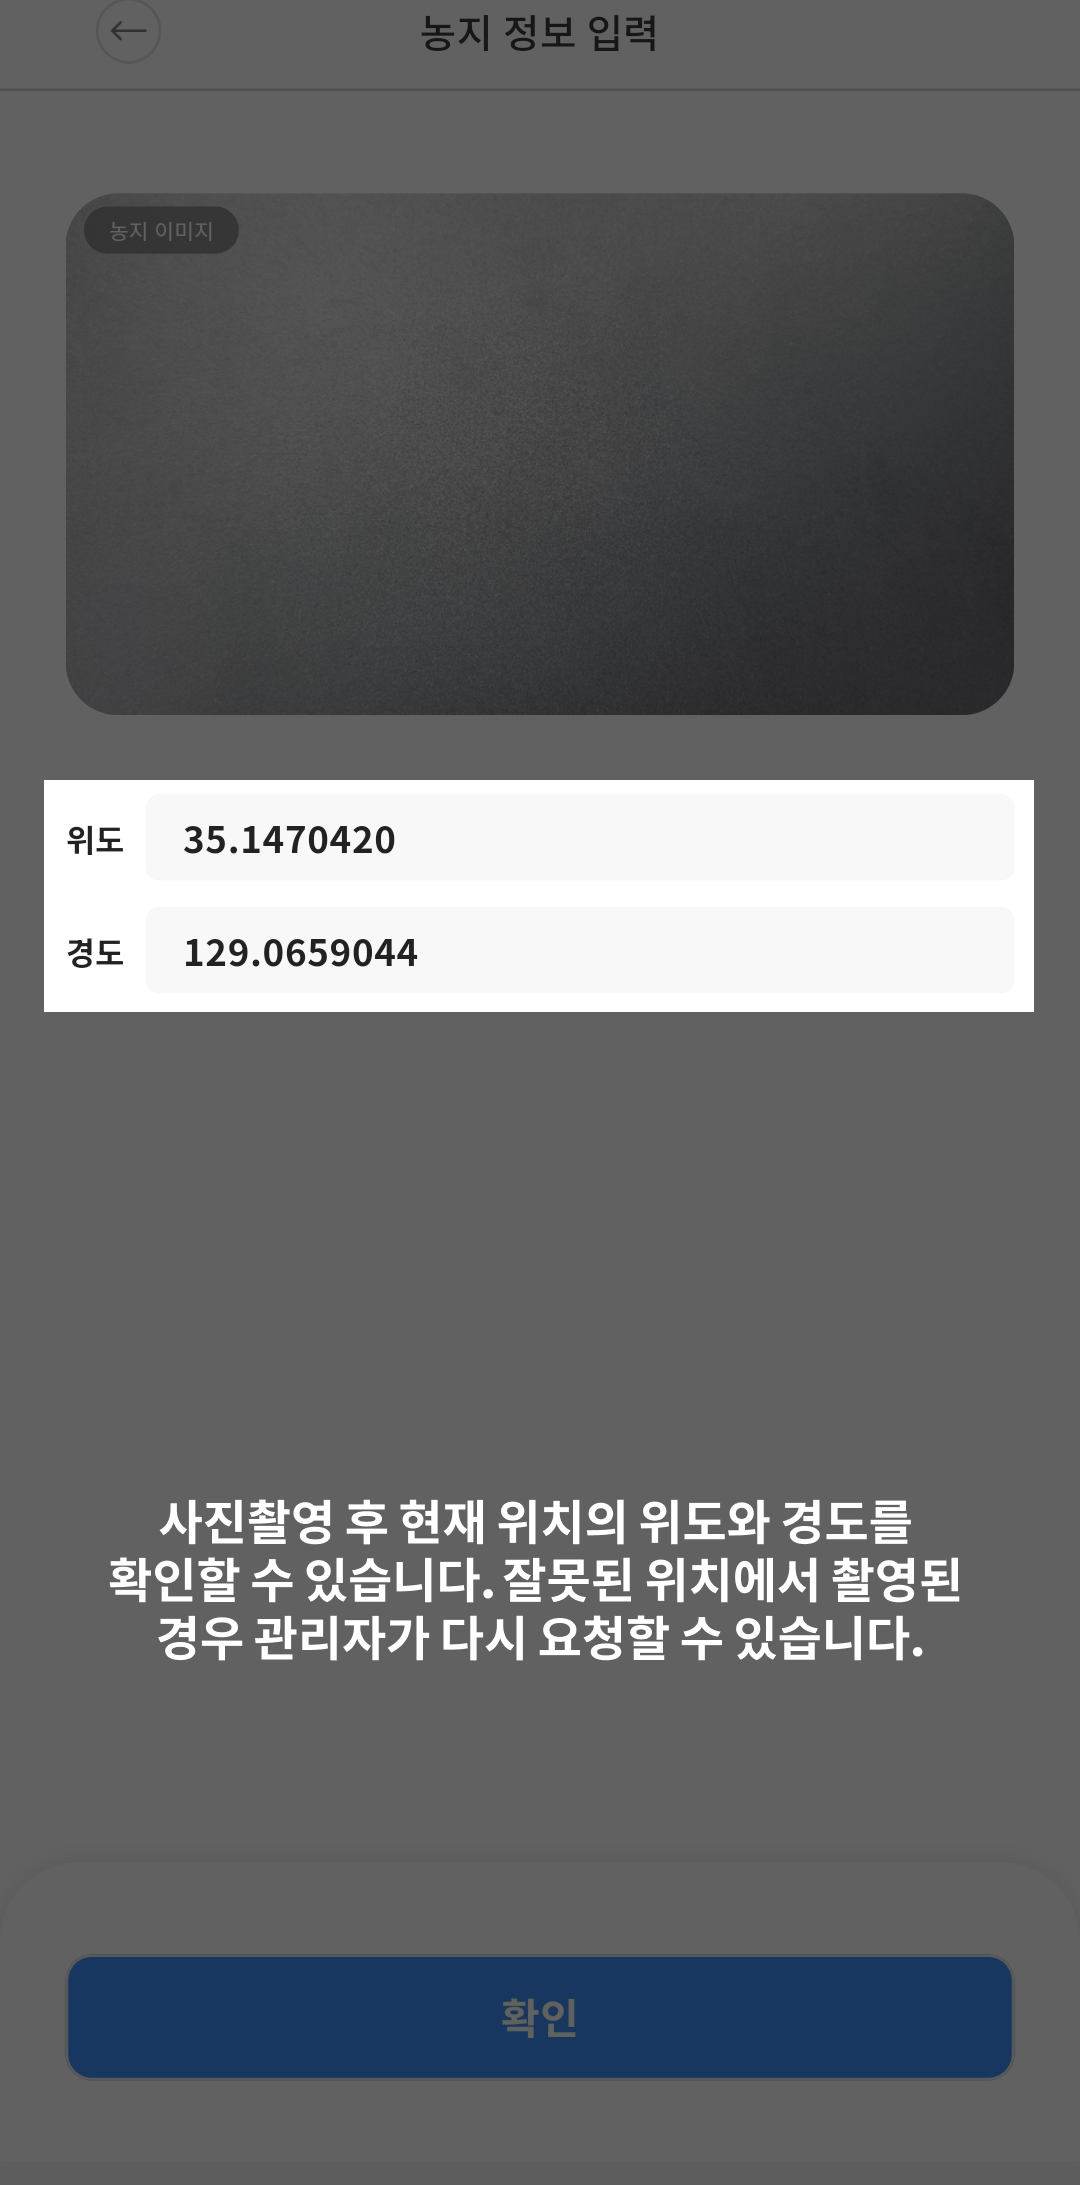 농지 정보 입력
농지 이미지
위도 35.1470420
경도 129.0659044
사진촬영 후 현재 위치의 위도와 경도를
확인할 수 있습니다. 잘못된 위치에서 촬영된
경우 관리자가 다시 요청할 수 있습니다.
확인